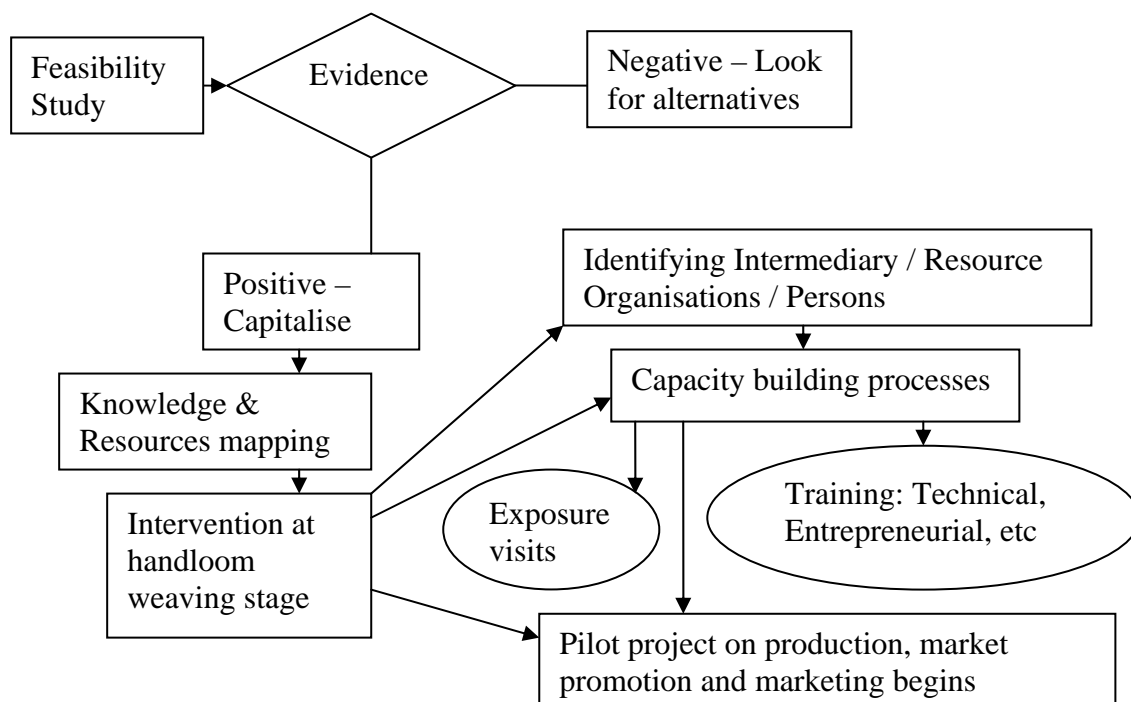 Feasibility
Study
Evidence
Negative – Look
for alternatives
Positive –
Capitalise
Identifying Intermediary / Resource
Organisations / Persons
Knowledge &
Resources mapping
Capacity building processes
Intervention at
handloom
weaving stage
Exposure
visits
Training: Technical,
Entrepreneurial, etc
Pilot project on production, market
promotion and marketing begins